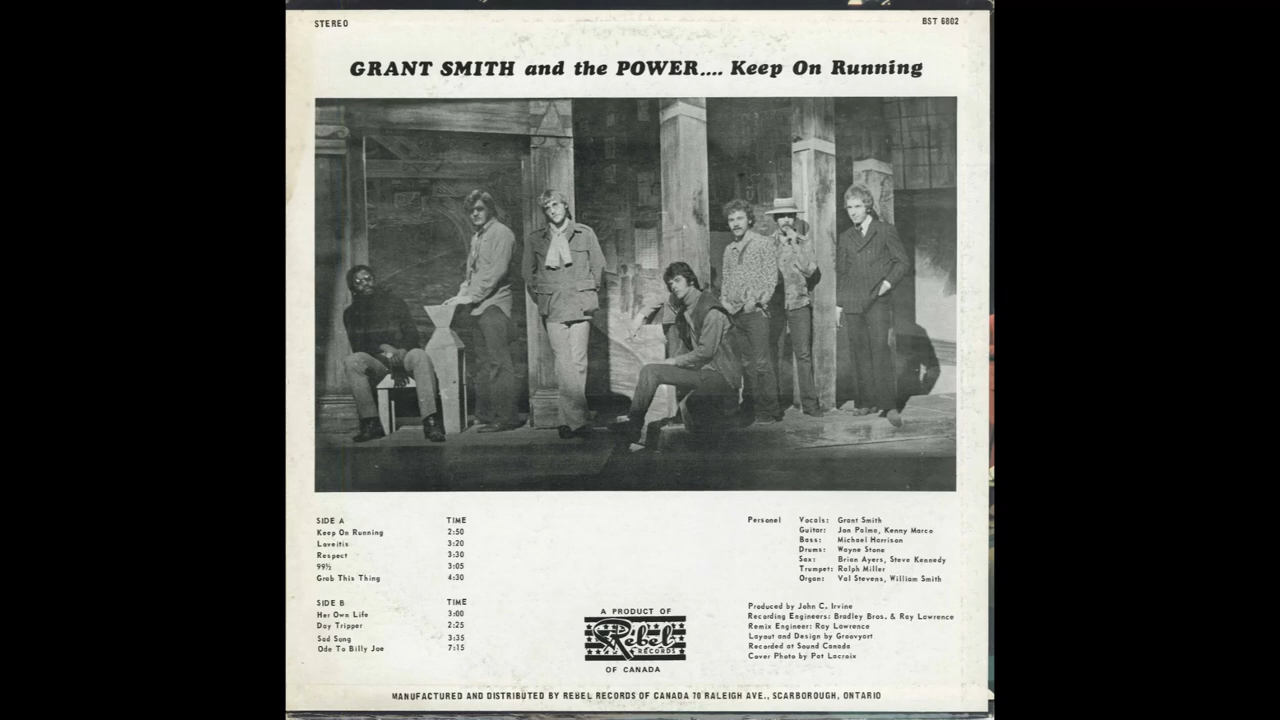 STEREO
BST 6802
GRANT SMITH and the POWER.... Keep On Running
SIDE A TIME
Keep On Running 2:50
Loveitis 3:20
Respect 3:30
99½ 3:05
Grab This Thing 4:30
SIDE B TIME
Her Own Life 3:00
Day Tripper 2:25
Sad Song 3:35
Ode To Billy Joe 7:15
A PRODUCT OF
Rebel
RECORDS
OF CANADA
Personel Vocals: Grant Smith
Guitar: Jon Palma, Kenny Marco
Bass: Michael Harrison
Drums: Wayne Stone
Sax: Brian Ayers, Steve Kennedy
Trumpet: Ralph Miller
Organ: Val Stevens, William Smith
Produced by John C. Irvine
Recording Engineers: Bradley Bros. & Ray Lawrence
Remix Engineer: Ray Lawrence
Layout and Design by Groovyart
Recorded at Sound Canada
Cover Photo by Pat Lacroix
MANUFACTURED AND DISTRIBUTED BY REBEL RECORDS OF CANADA 70 RALEIGH AVE., SCARBOROUGH, ONTARIO